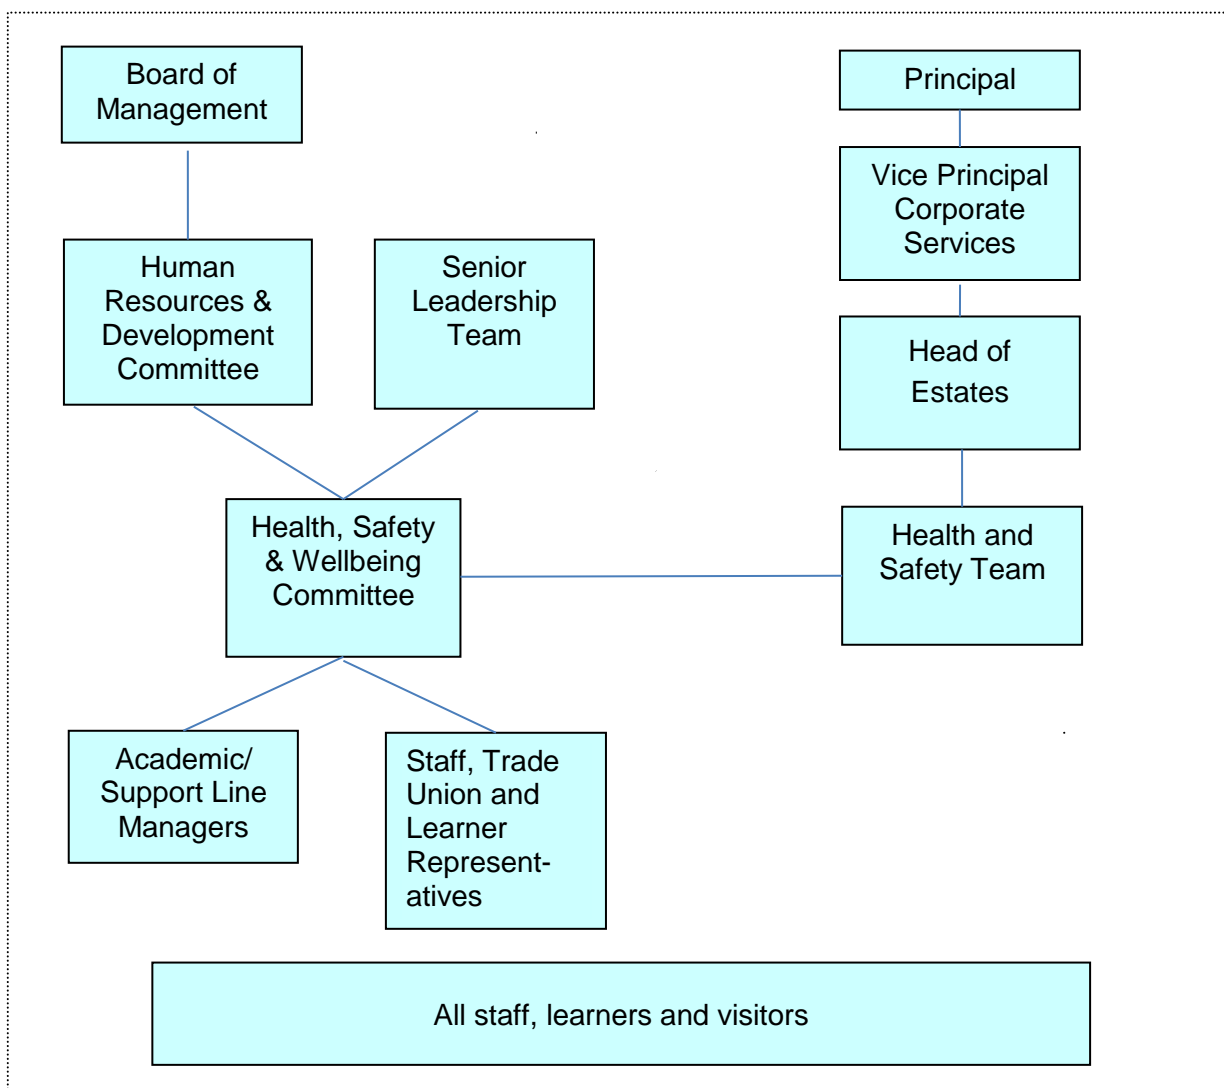 Board of
Management
Principal
Vice Principal
Corporate
Services
Human
Resources &
Development
Committee
Senior
Leadership
Team
Head of
Estates
Health, Safety
& Wellbeing
Committee
Health and
Safety Team
Academic/
Support Line
Managers
Staff, Trade
Union and
Learner
Represent-
atives
All staff, learners and visitors